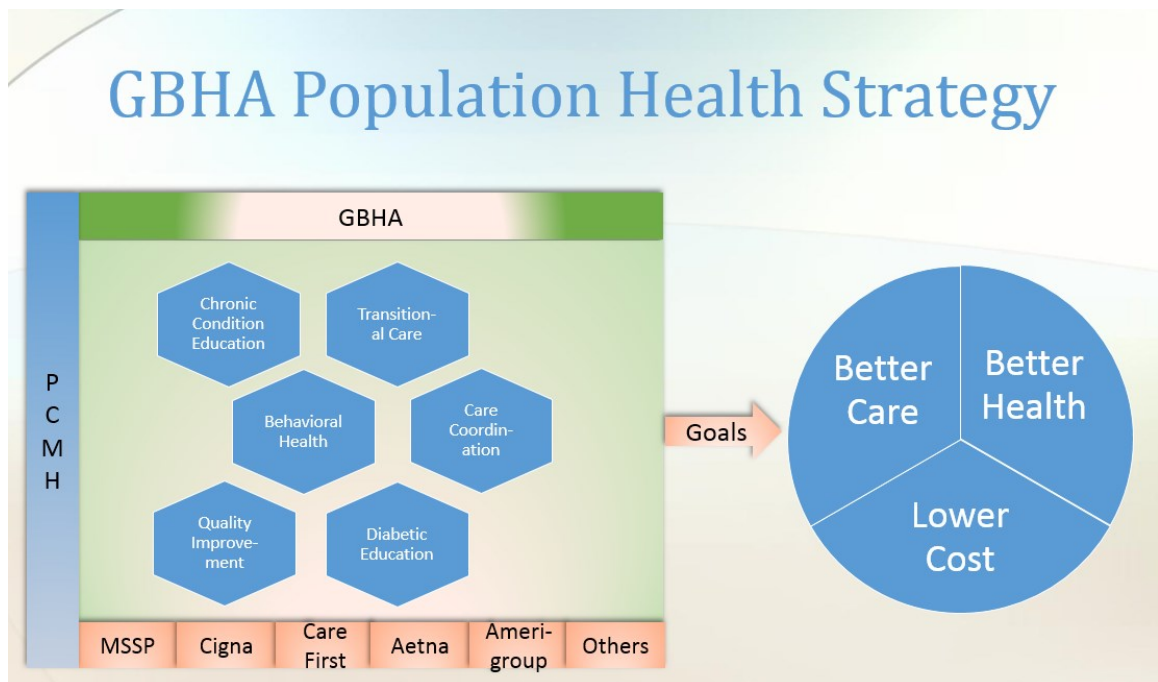 GBHA Population Health Strategy
P
C
M
H
GBHA
Chronic
Condition
Education
Transition-
al Care
Behavioral
Health
Care
Coordin-
ation
Quality
Improve-
ment
Diabetic
Education
MSSP
Cigna
Care
First
Aetna
Ameri-
group
Others
Goals
Better
Care
Better
Health
Lower
Cost